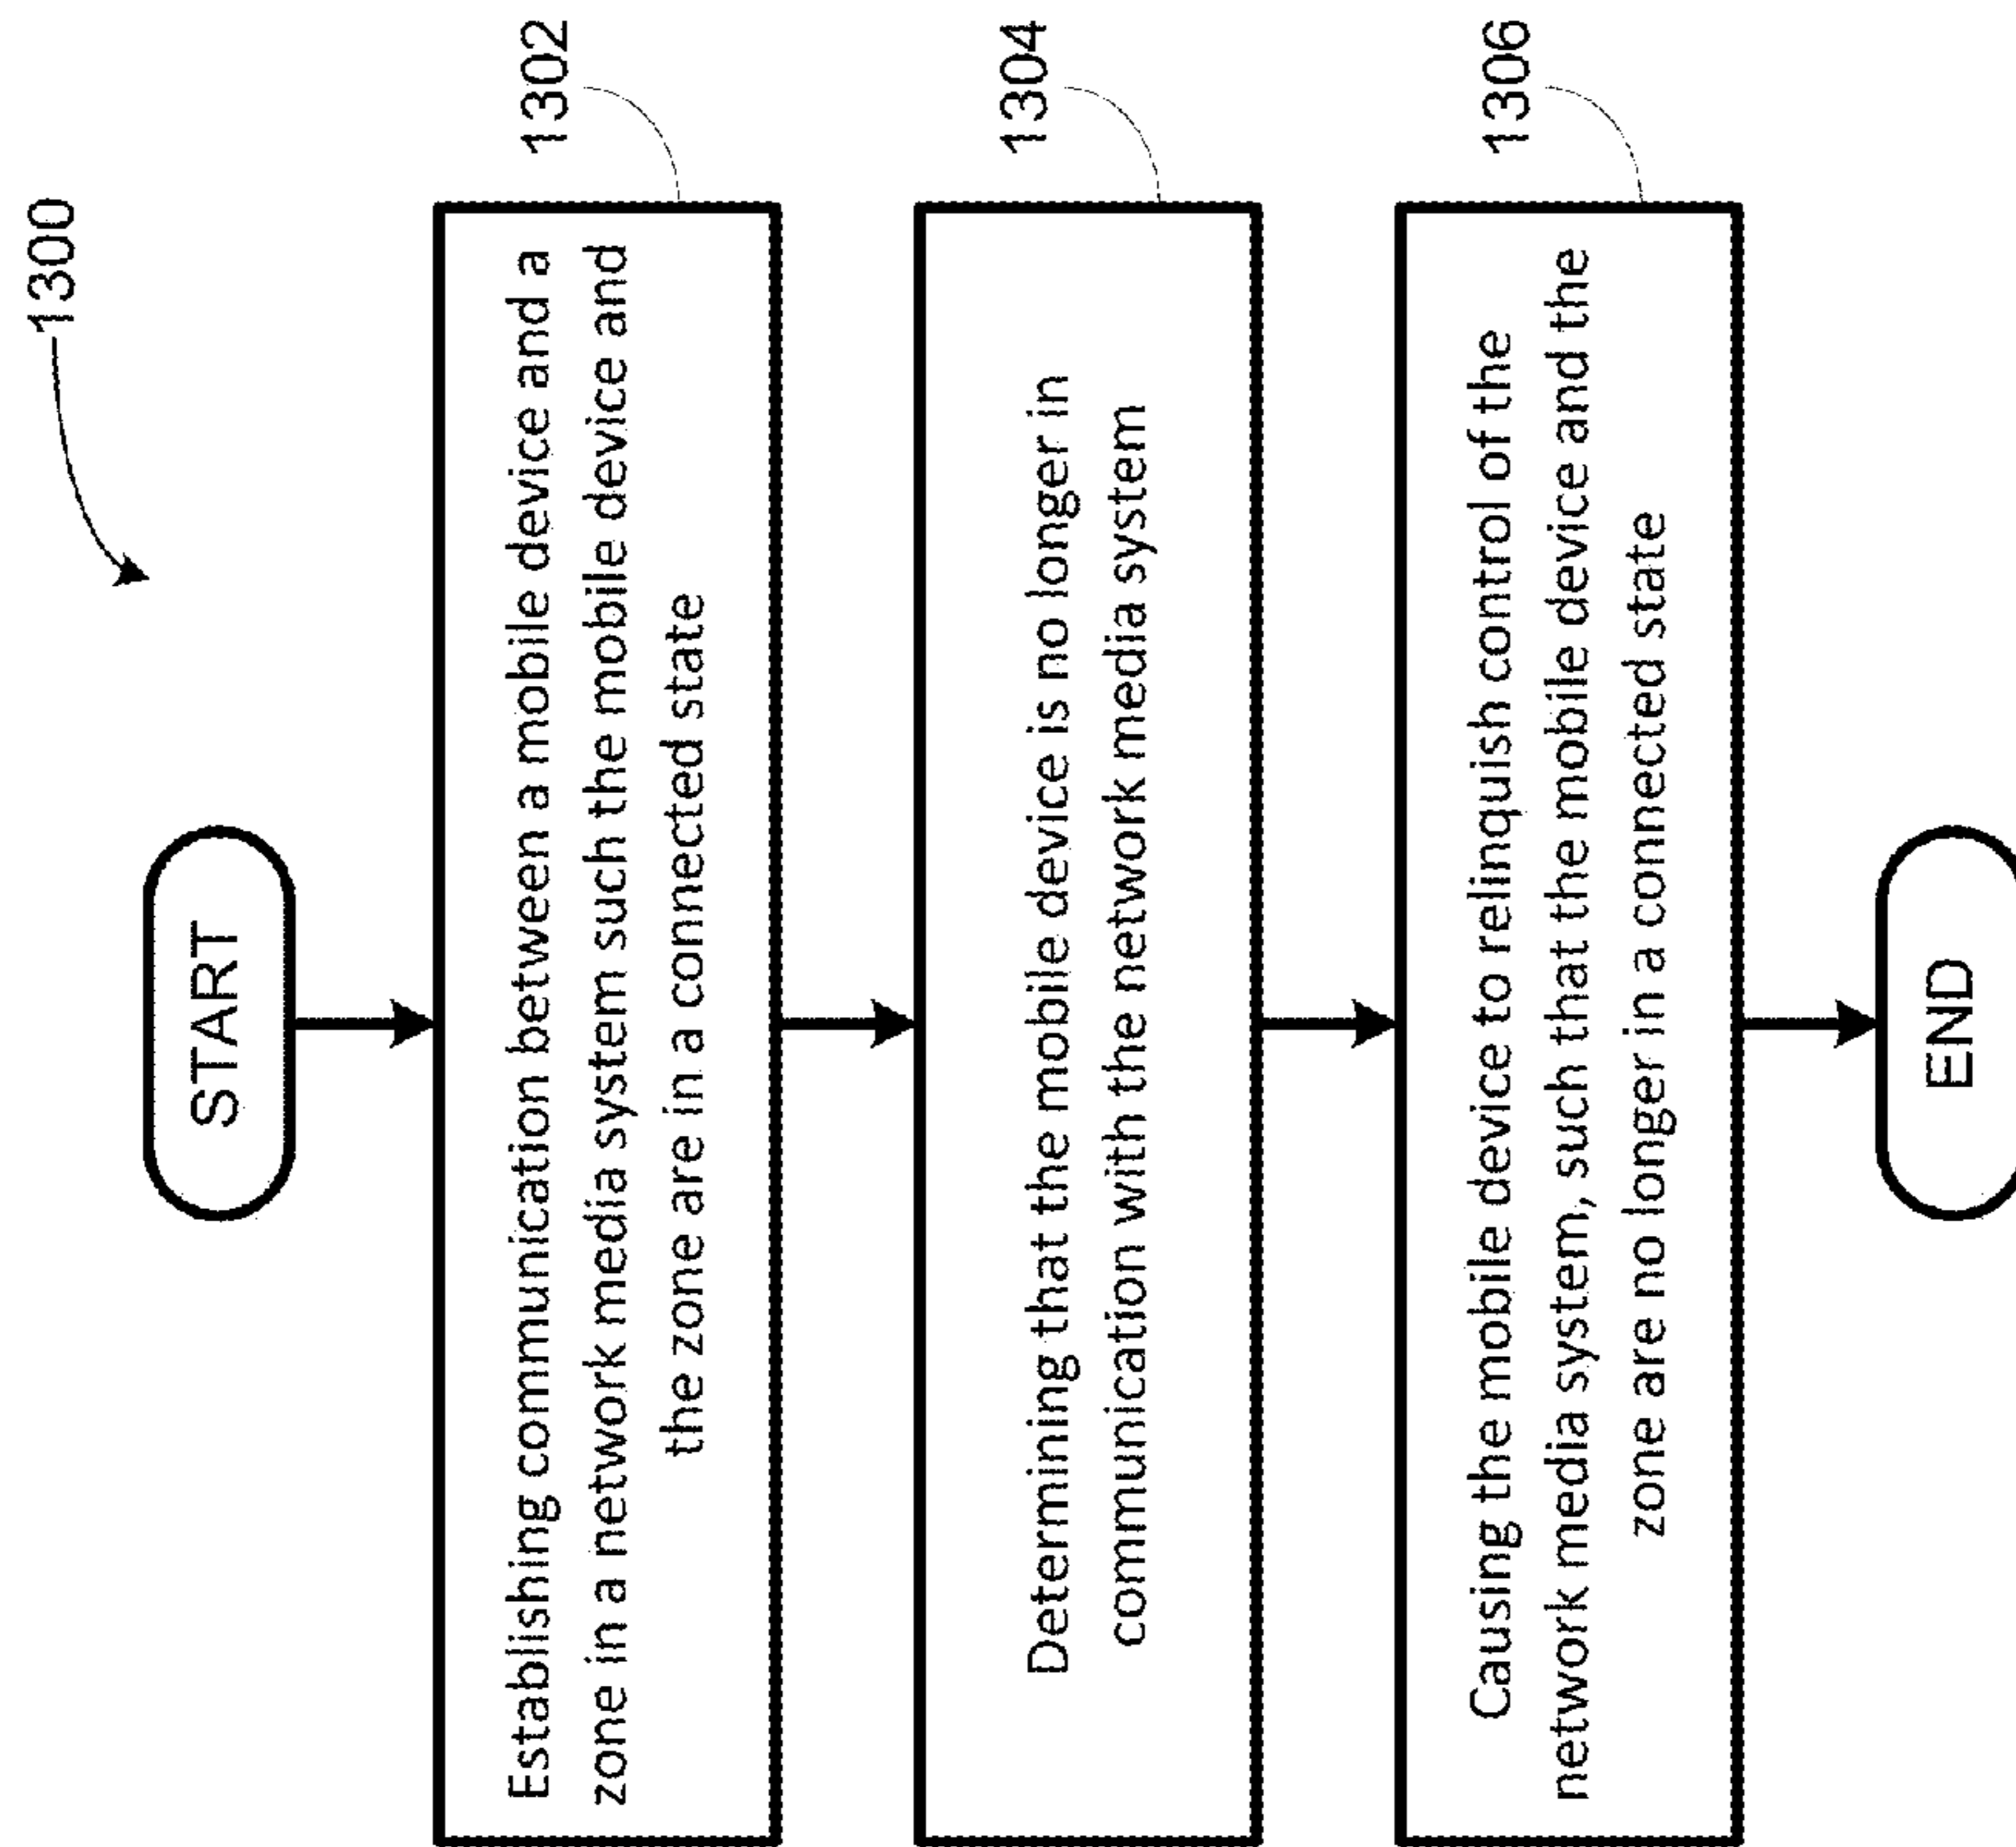 1300
START
Establishing communication between a mobile device and a
zone in a network media system such the mobile device and
the zone are in a connected state
1302
Determining that the mobile device is no longer in
communication with the network media system
1304
Causing the mobile device to relinquish control of the
network media system, such that the mobile device and the
zone are no longer in a connected state
1306
END